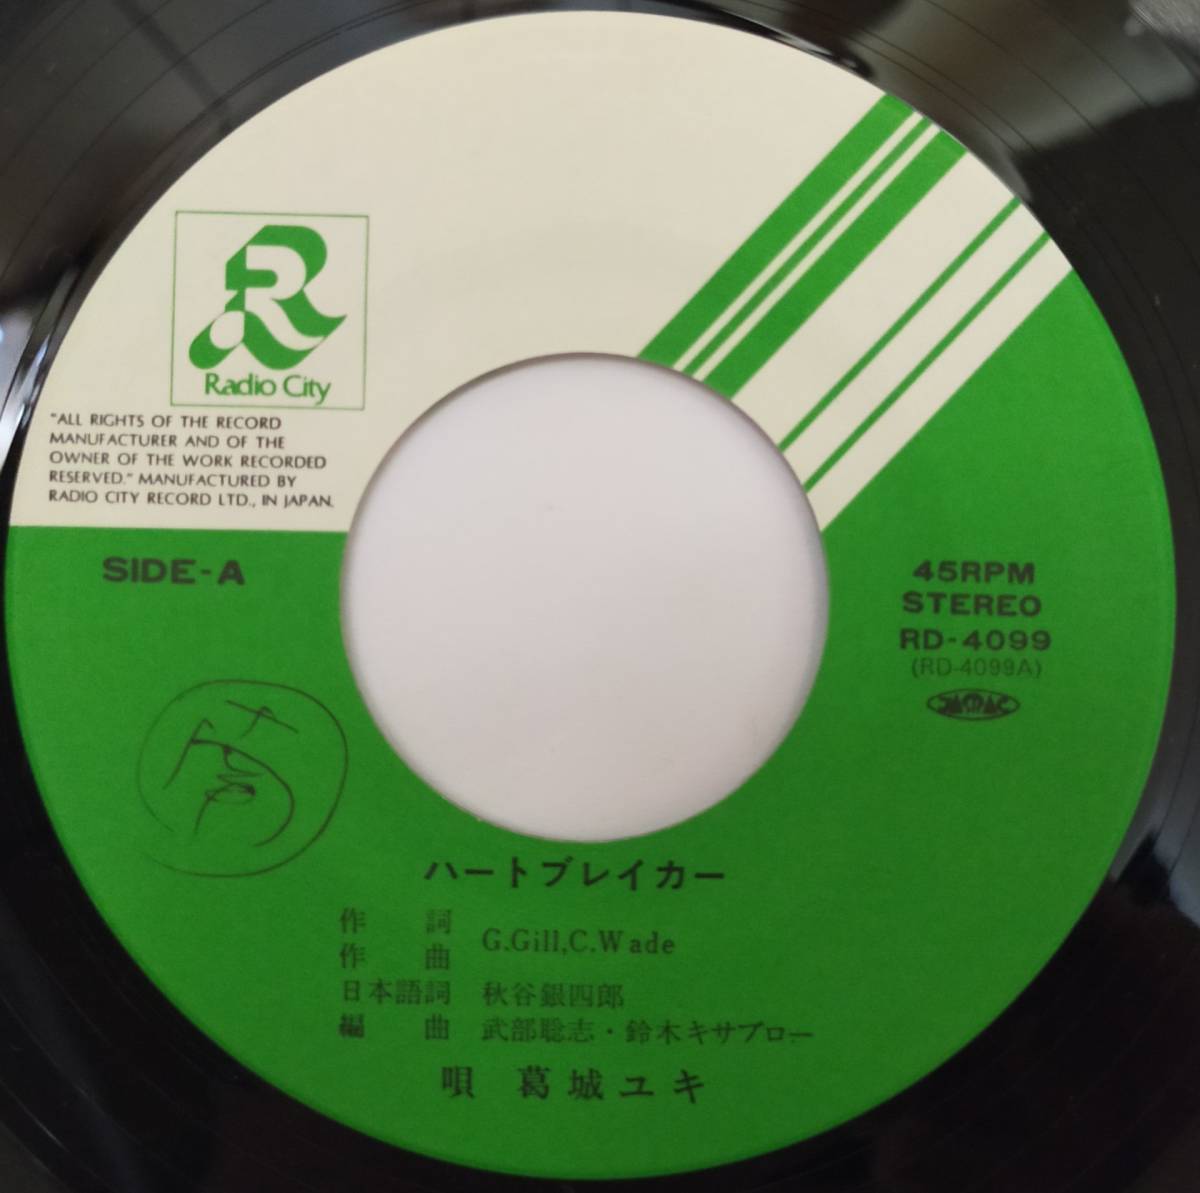 Radio City
"ALL RIGHTS OF THE RECORD
MANUFACTURER AND OF THE
OWNER OF THE WORK RECORDED
RESERVED." MANUFACTURED BY
RADIO CITY RECORD LTD., IN JAPAN.
SIDE-A
45RPM
STEREO
RD-4099
(RD-4099A)
JASRAC
ハートブレイカー
作詞
作曲 G.Gill,C.Wade
日本語詞 秋谷銀四郎
編曲 武部聡志・鈴木キサブロー
唄 葛城ユキ